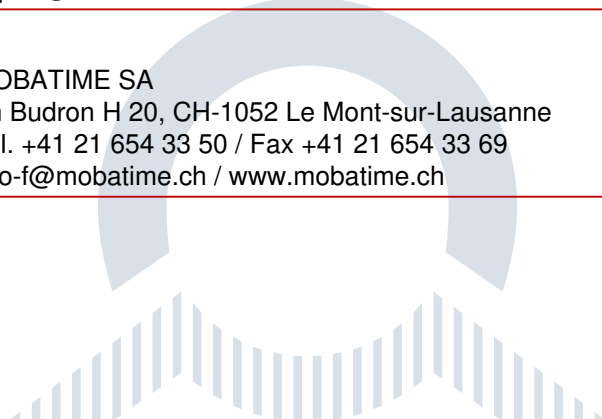 OBATIME SA
n Budron H 20, CH-1052 Le Mont-sur-Lausanne
l. +41 21 654 33 50 / Fax +41 21 654 33 69
o-f@mobatime.ch / www.mobatime.ch